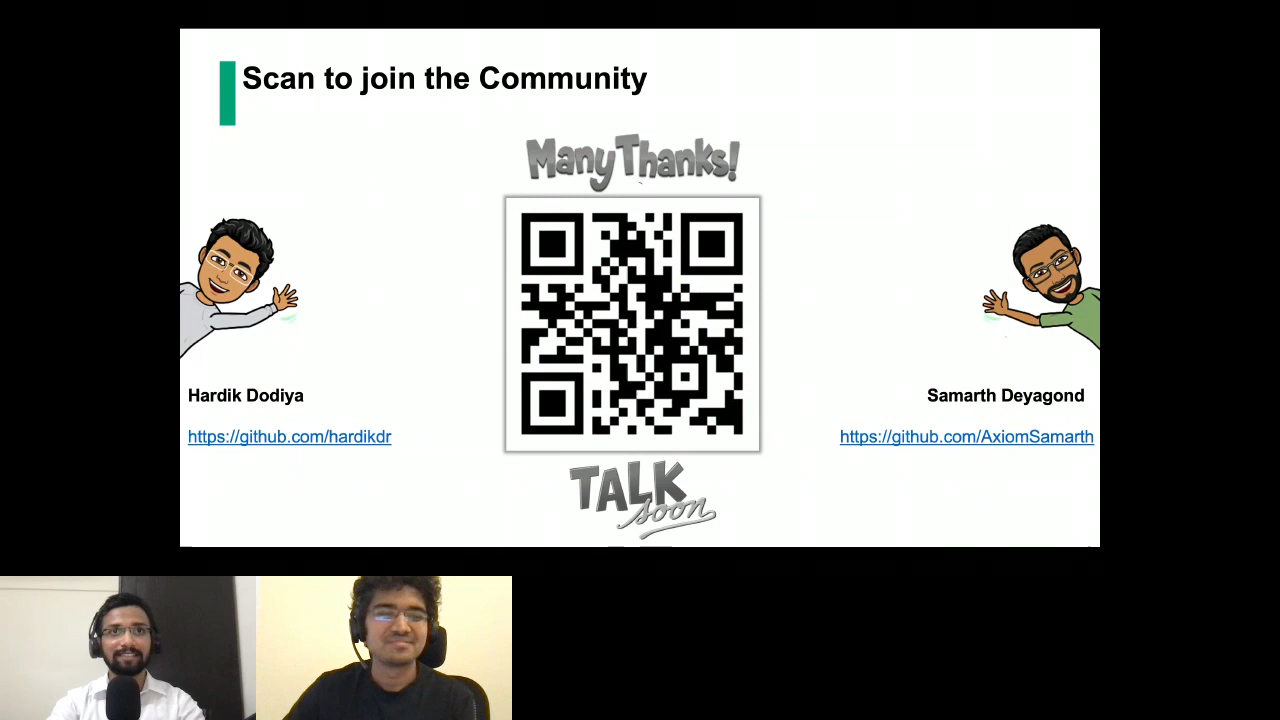 Scan to join the Community
Many Thanks!
Hardik Dodiya
Samarth Deyagond
https://github.com/hardikdr
https://github.com/AxiomSamarth
TALK
soon